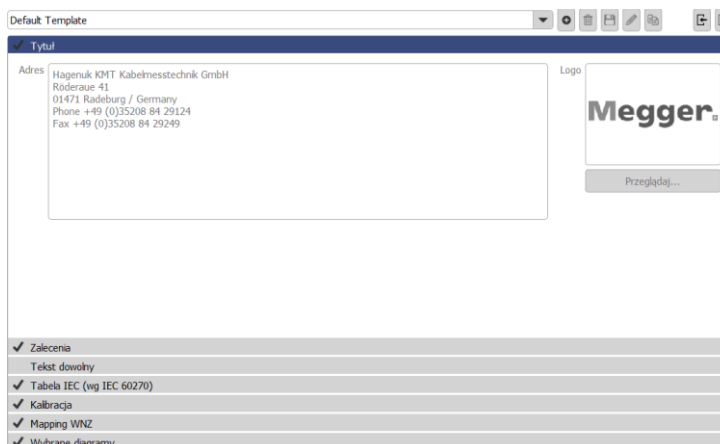 Default Template
Tytuł
Adres
Hagenuk KMT Kabelmesstechnik GmbH
Röderaue 41
01471 Radeburg / Germany
Phone +49 (0)35208 84 29124
Fax +49 (0)35208 84 29249
Logo
Megger.
Przeglądaj...
Zalecenia
Tekst dowolny
Tabela IEC (wg IEC 60270)
Kalibracja
Mapping WNZ
Wybrane diagramy